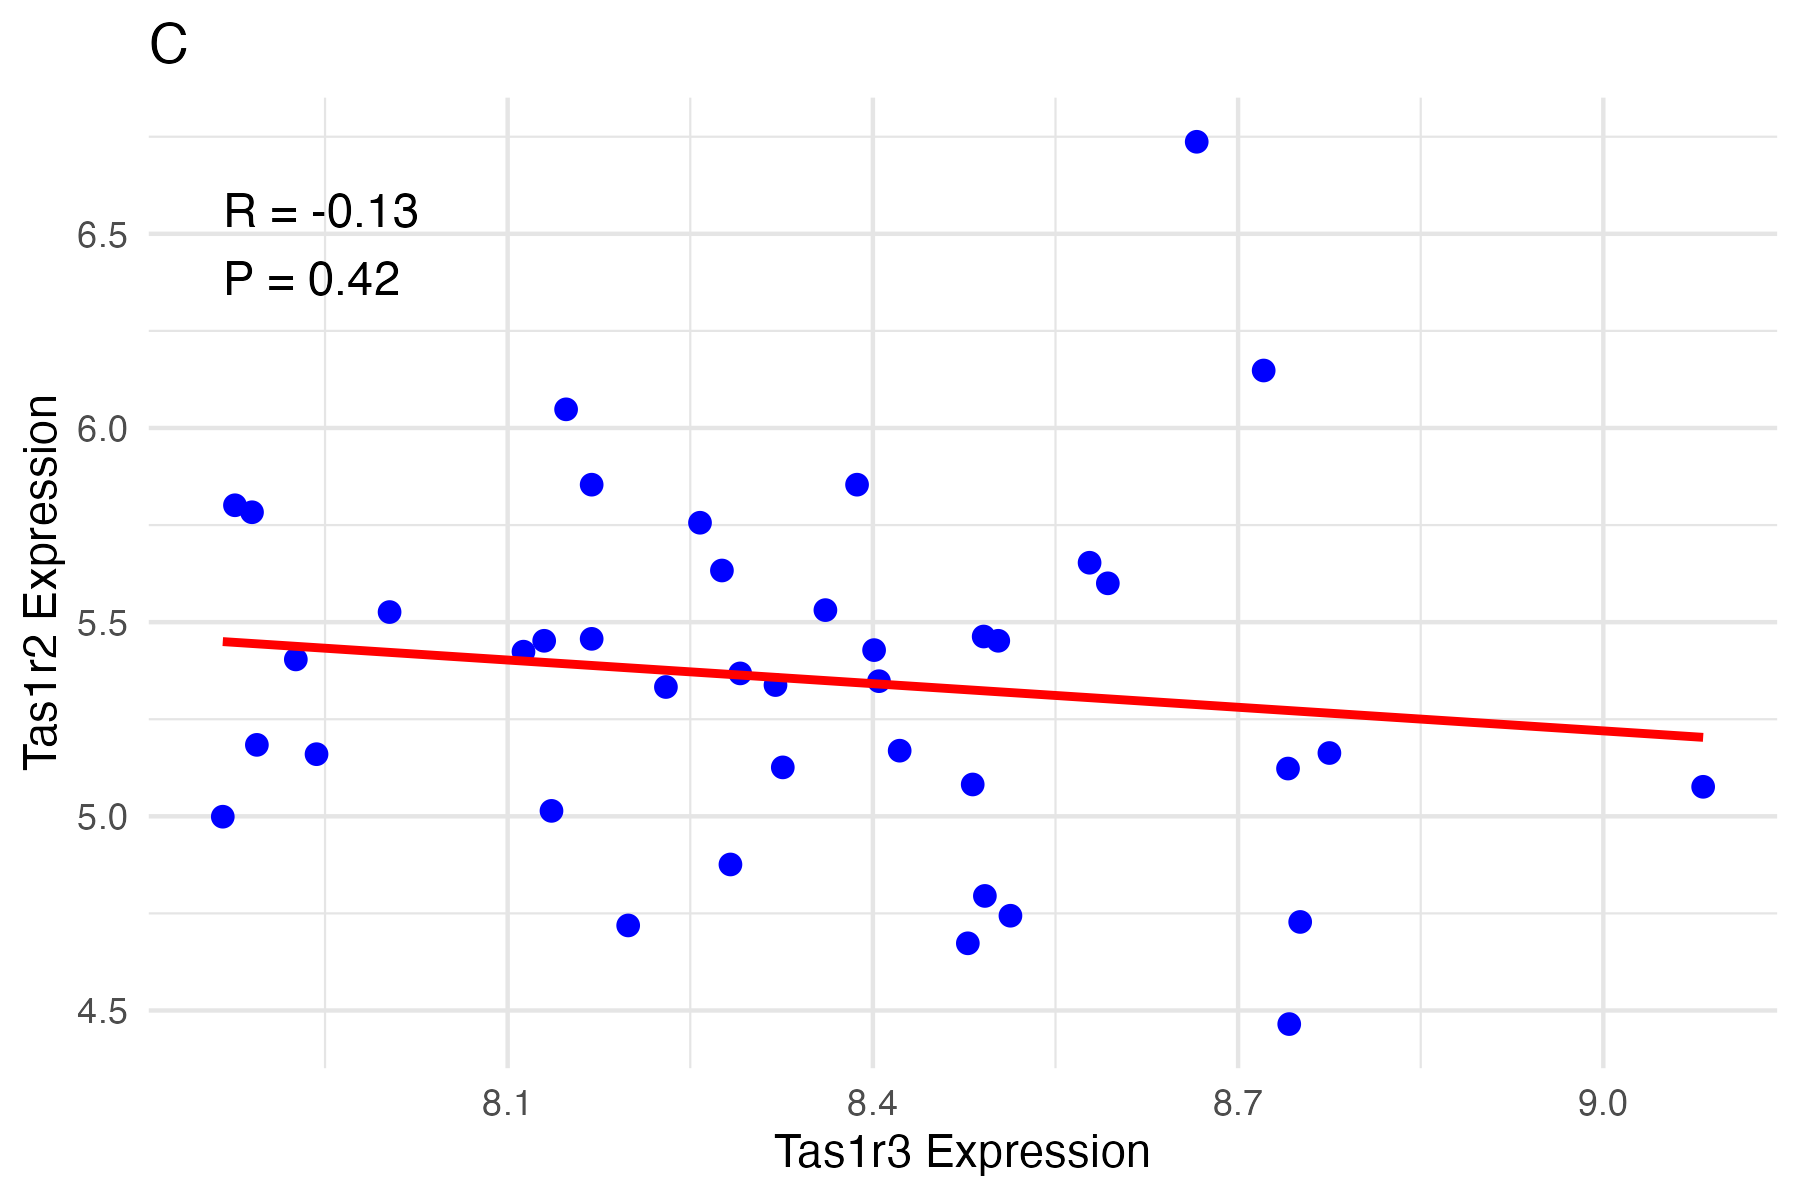 C
R = -0.13
P = 0.42
6.5
6.0
5.5
5.0
4.5
Tas1r2 Expression
8.1
8.4
8.7
9.0
Tas1r3 Expression